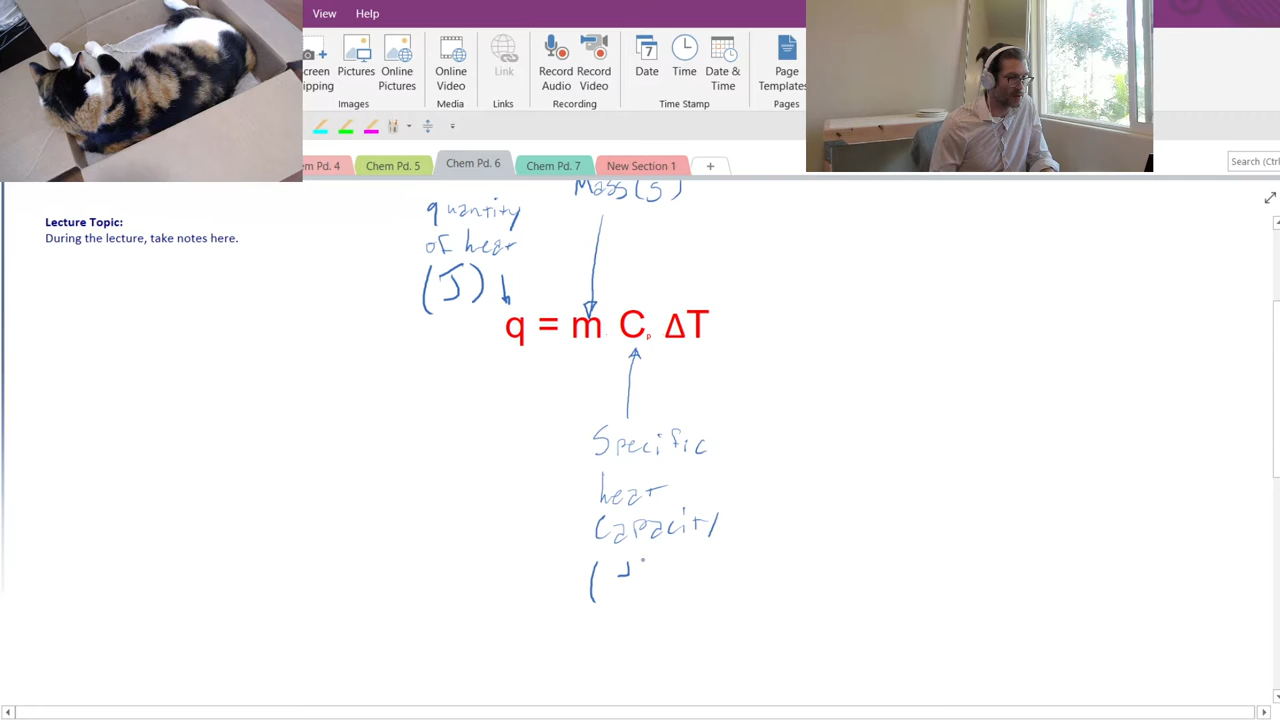 View Help
Screen Clipping
Pictures
Online Pictures
Online Video
Link
Record Audio
Record Video
Date
Time
Date & Time
Page Templates
Images Media Links Recording Time Stamp Pages
Chem Pd. 5 Chem Pd. 6 Chem Pd. 7 New Section 1 +
Search (Ctrl
Lecture Topic:
During the lecture, take notes here.
Mass(g)
quantity
of heat
(J)
q = m Cp ΔT
Specific
heat
Capacity
( J